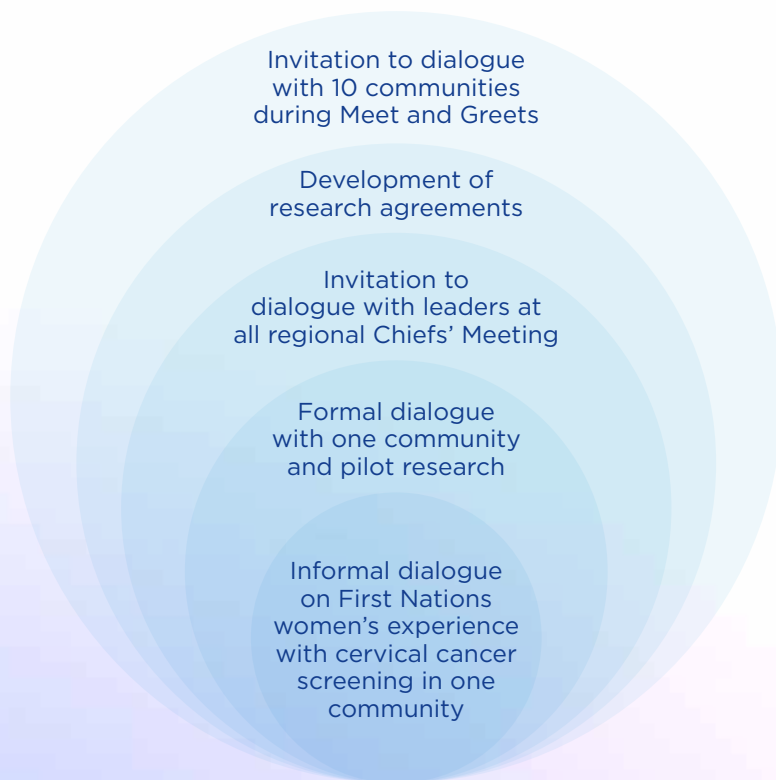 Invitation to dialogue
with 10 communities
during Meet and Greets
Development of
research agreements
Invitation to
dialogue with leaders at
all regional Chiefs’ Meeting
Formal dialogue
with one community
and pilot research
Informal dialogue
on First Nations
women’s experience
with cervical cancer
screening in one
community